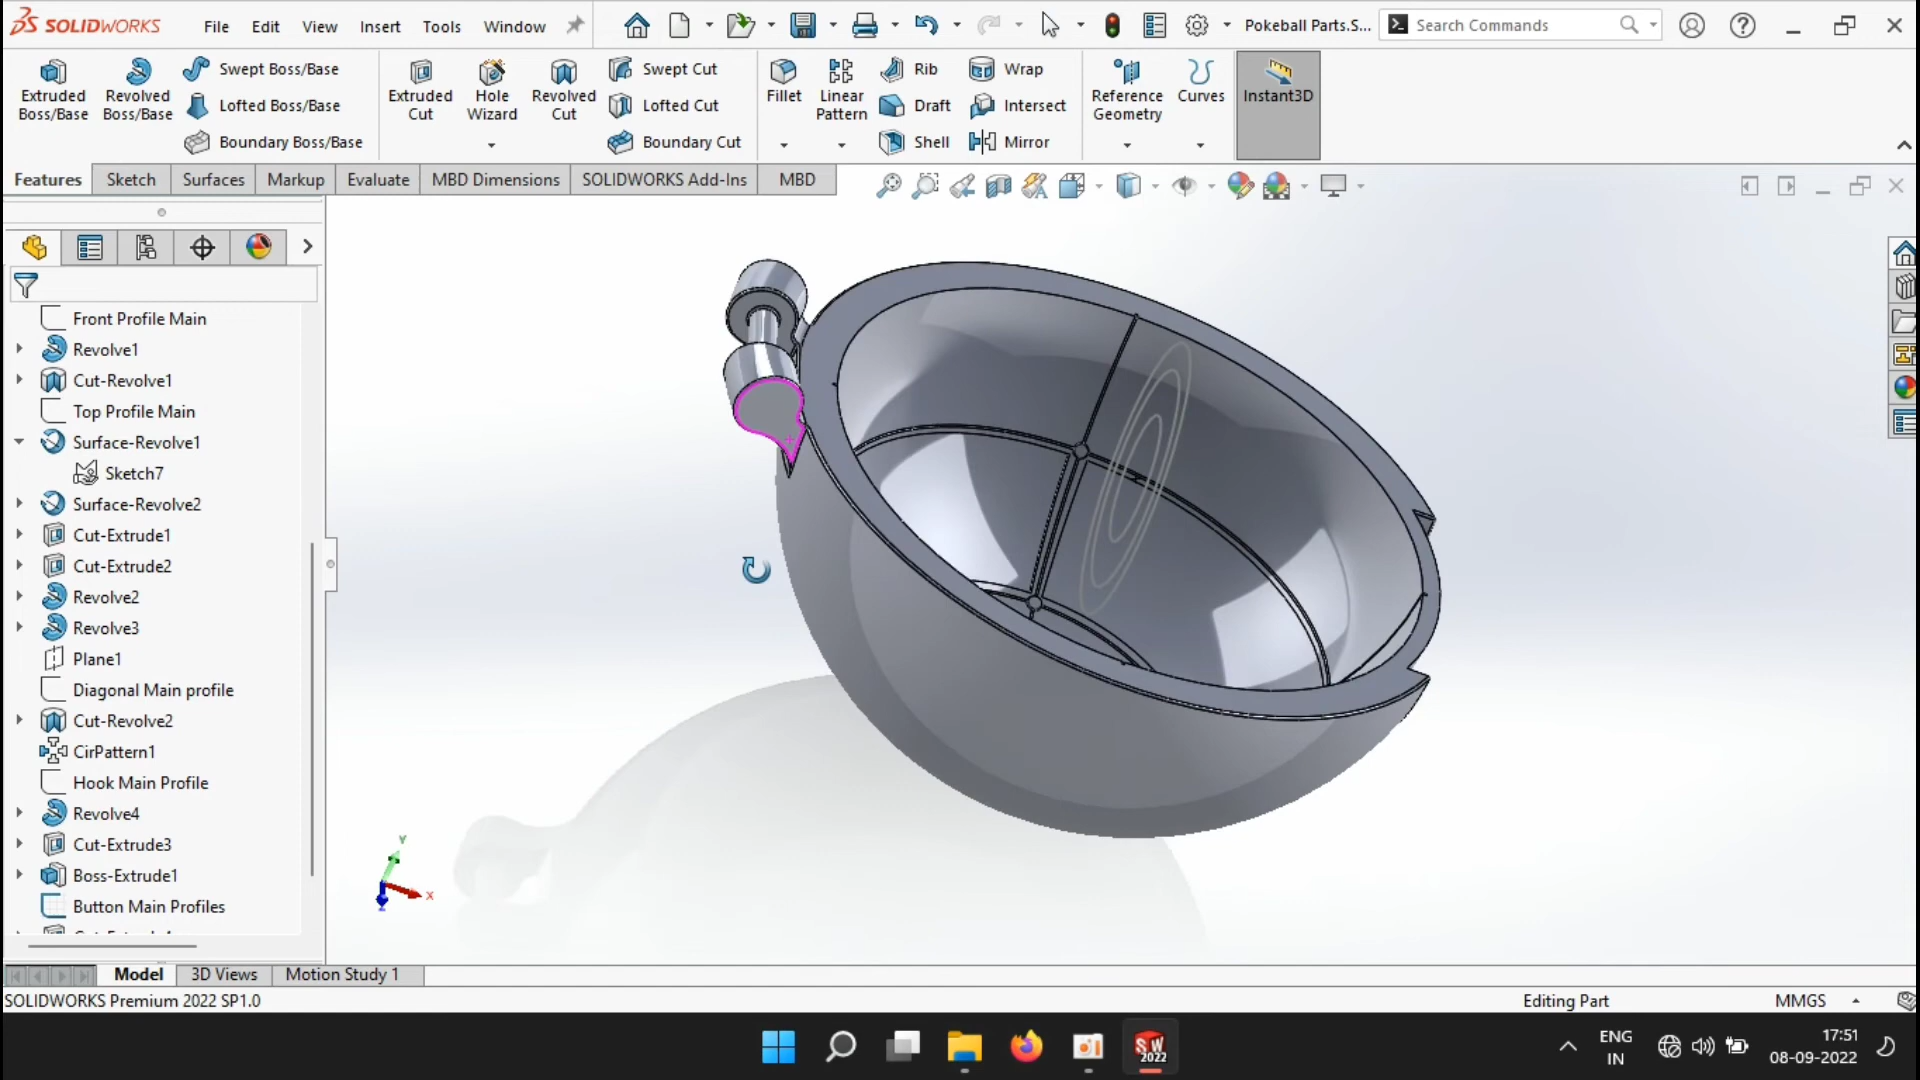 SOLIDWORKS File Edit View Insert Tools Window Pokeball Parts.S... Search Commands
Extruded Boss/Base
Revolved Boss/Base
Swept Boss/Base
Lofted Boss/Base
Boundary Boss/Base
Extruded Cut
Hole Wizard
Revolved Cut
Swept Cut
Lofted Cut
Boundary Cut
Fillet
Linear Pattern
Rib
Draft
Shell
Wrap
Intersect
Mirror
Reference Geometry
Curves
Instant3D
Features Sketch Surfaces Markup Evaluate MBD Dimensions SOLIDWORKS Add-Ins MBD
Front Profile Main
Revolve1
Cut-Revolve1
Top Profile Main
Surface-Revolve1
Sketch7
Surface-Revolve2
Cut-Extrude1
Cut-Extrude2
Revolve2
Revolve3
Plane1
Diagonal Main profile
Cut-Revolve2
CirPattern1
Hook Main Profile
Revolve4
Cut-Extrude3
Boss-Extrude1
Button Main Profiles
Y
X
Model 3D Views Motion Study 1
SOLIDWORKS Premium 2022 SP1.0 Editing Part MMGS
SW 2022
ENG IN
17:51
08-09-2022